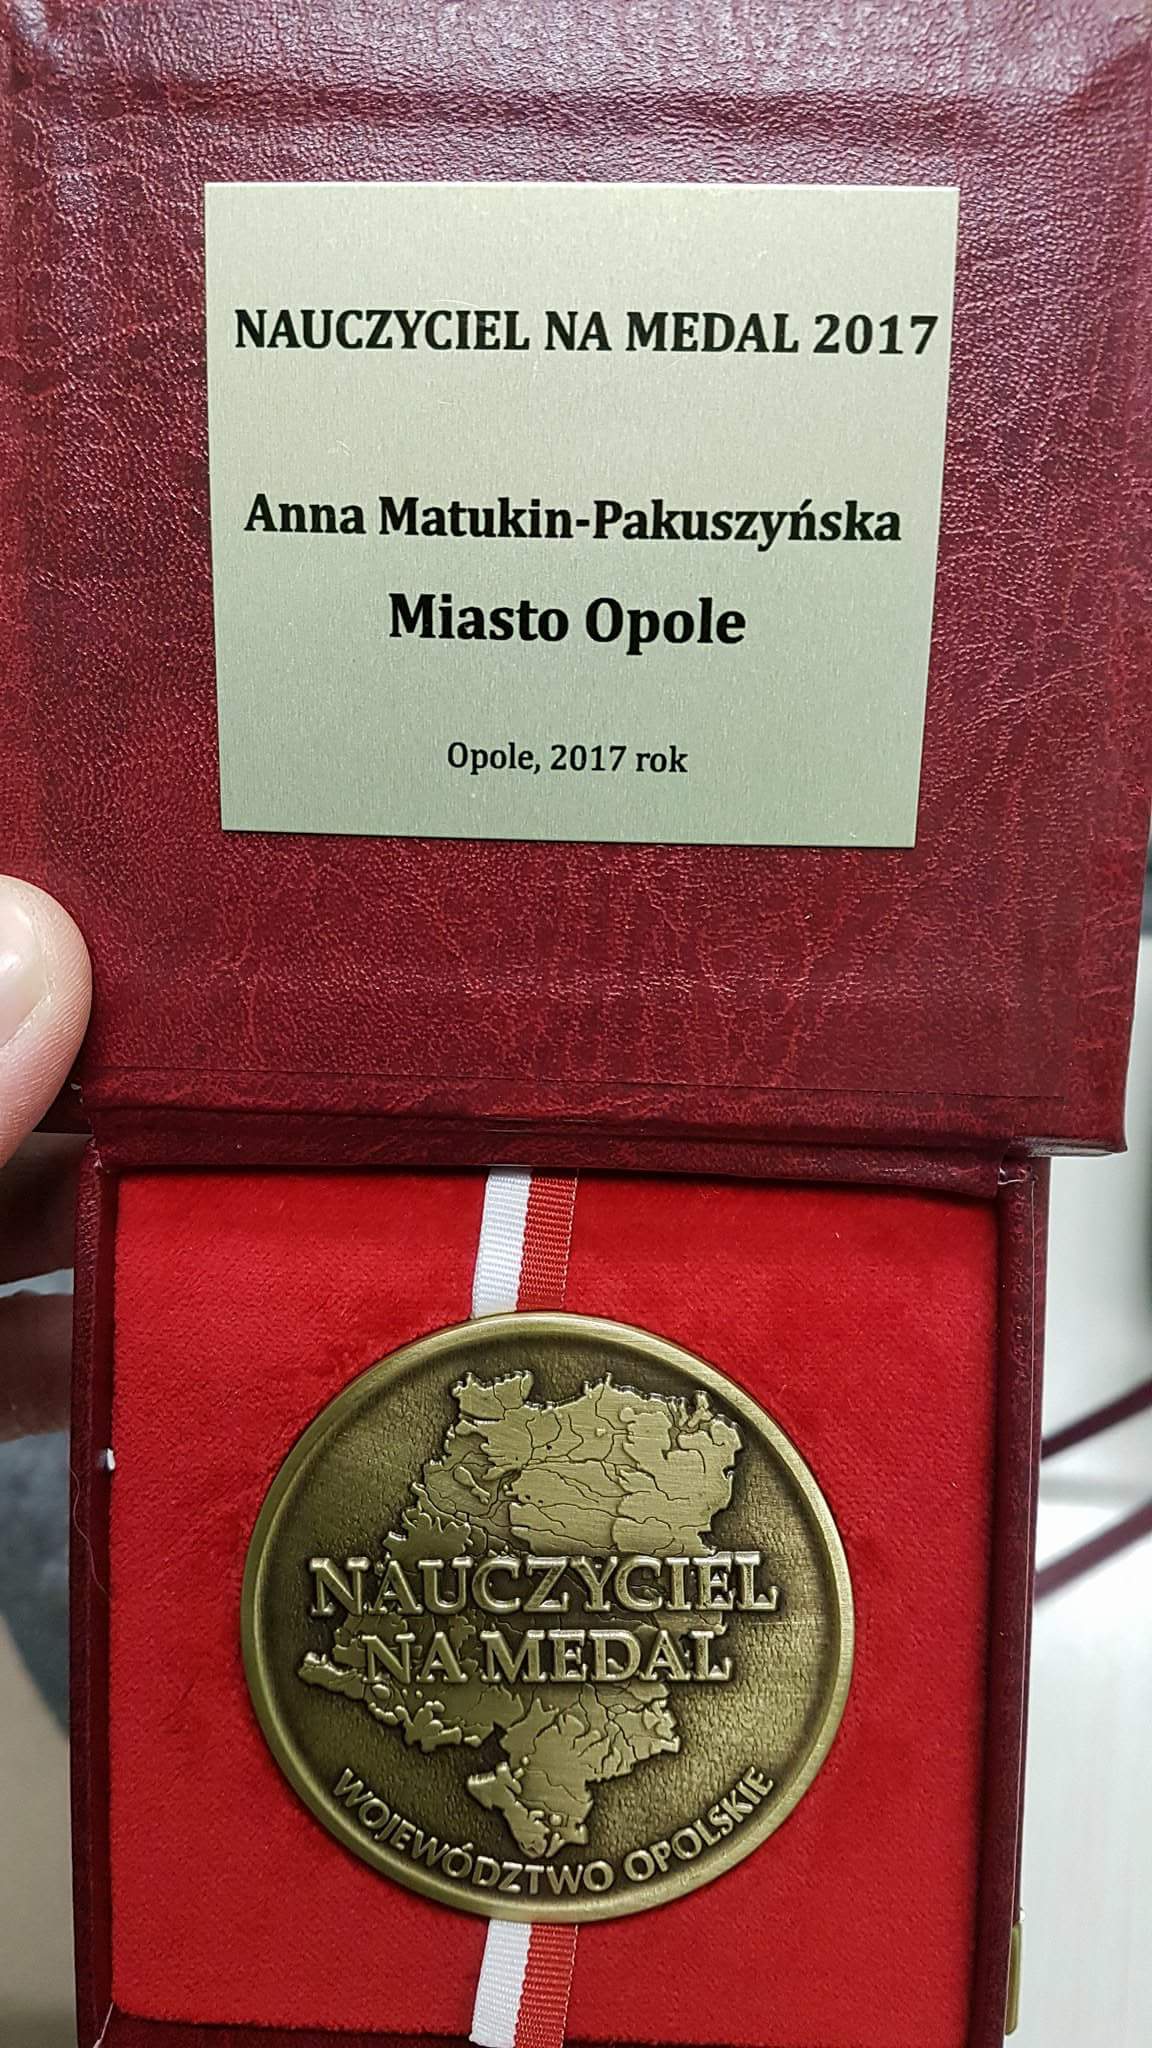 NAUCZYCIEL NA MEDAL 2017
Anna Matukin-Pakuszyńska
Miasto Opole
Opole, 2017 rok
NAUCZYCIEL
NA MEDAL
WOJEWÓDZTWO OPOLSKIE